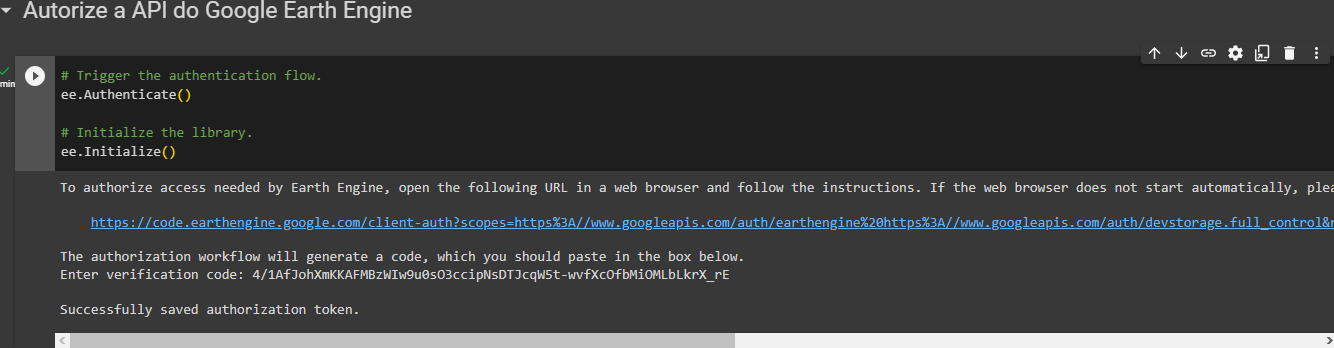 Autorize a API do Google Earth Engine
min
# Trigger the authentication flow.
ee.Authenticate()
# Initialize the library.
ee.Initialize()
To authorize access needed by Earth Engine, open the following URL in a web browser and follow the instructions. If the web browser does not start automatically, plea
https://code.earthengine.google.com/client-auth?scopes=https%3A//www.googleapis.com/auth/earthengine%20https%3A//www.googleapis.com/auth/devstorage.full_control&r
The authorization workflow will generate a code, which you should paste in the box below.
Enter verification code: 4/1AfJohXmKKAFMBzWIw9u0sO3ccipNsDTJcqW5t-wvfXcOfbMiOMLbLkrX_rE
Successfully saved authorization token.